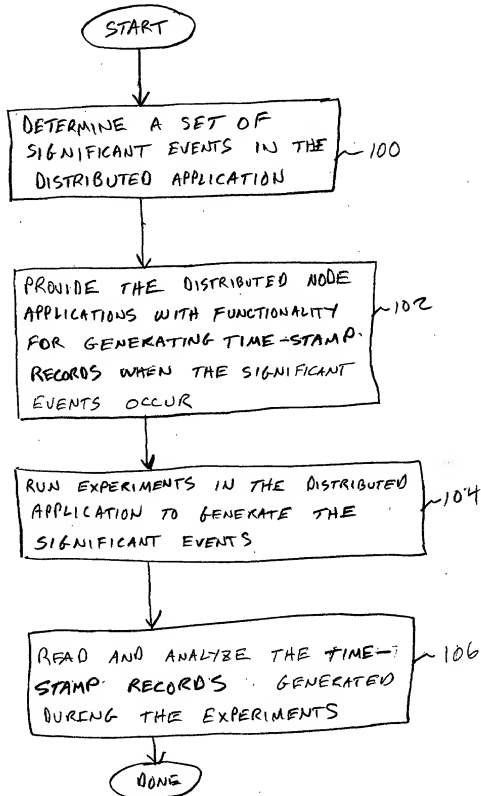 START
DETERMINE A SET OF
SIGNIFICANT EVENTS IN THE
DISTRIBUTED APPLICATION
100
PROVIDE THE DISTRIBUTED NODE
APPLICATIONS WITH FUNCTIONALITY
FOR GENERATING TIME-STAMP
RECORDS WHEN THE SIGNIFICANT
EVENTS OCCUR
102
RUN EXPERIMENTS IN THE DISTRIBUTED
APPLICATION TO GENERATE THE
SIGNIFICANT EVENTS
104
READ AND ANALYZE THE TIME-
STAMP RECORDS GENERATED
DURING THE EXPERIMENTS
106
DONE